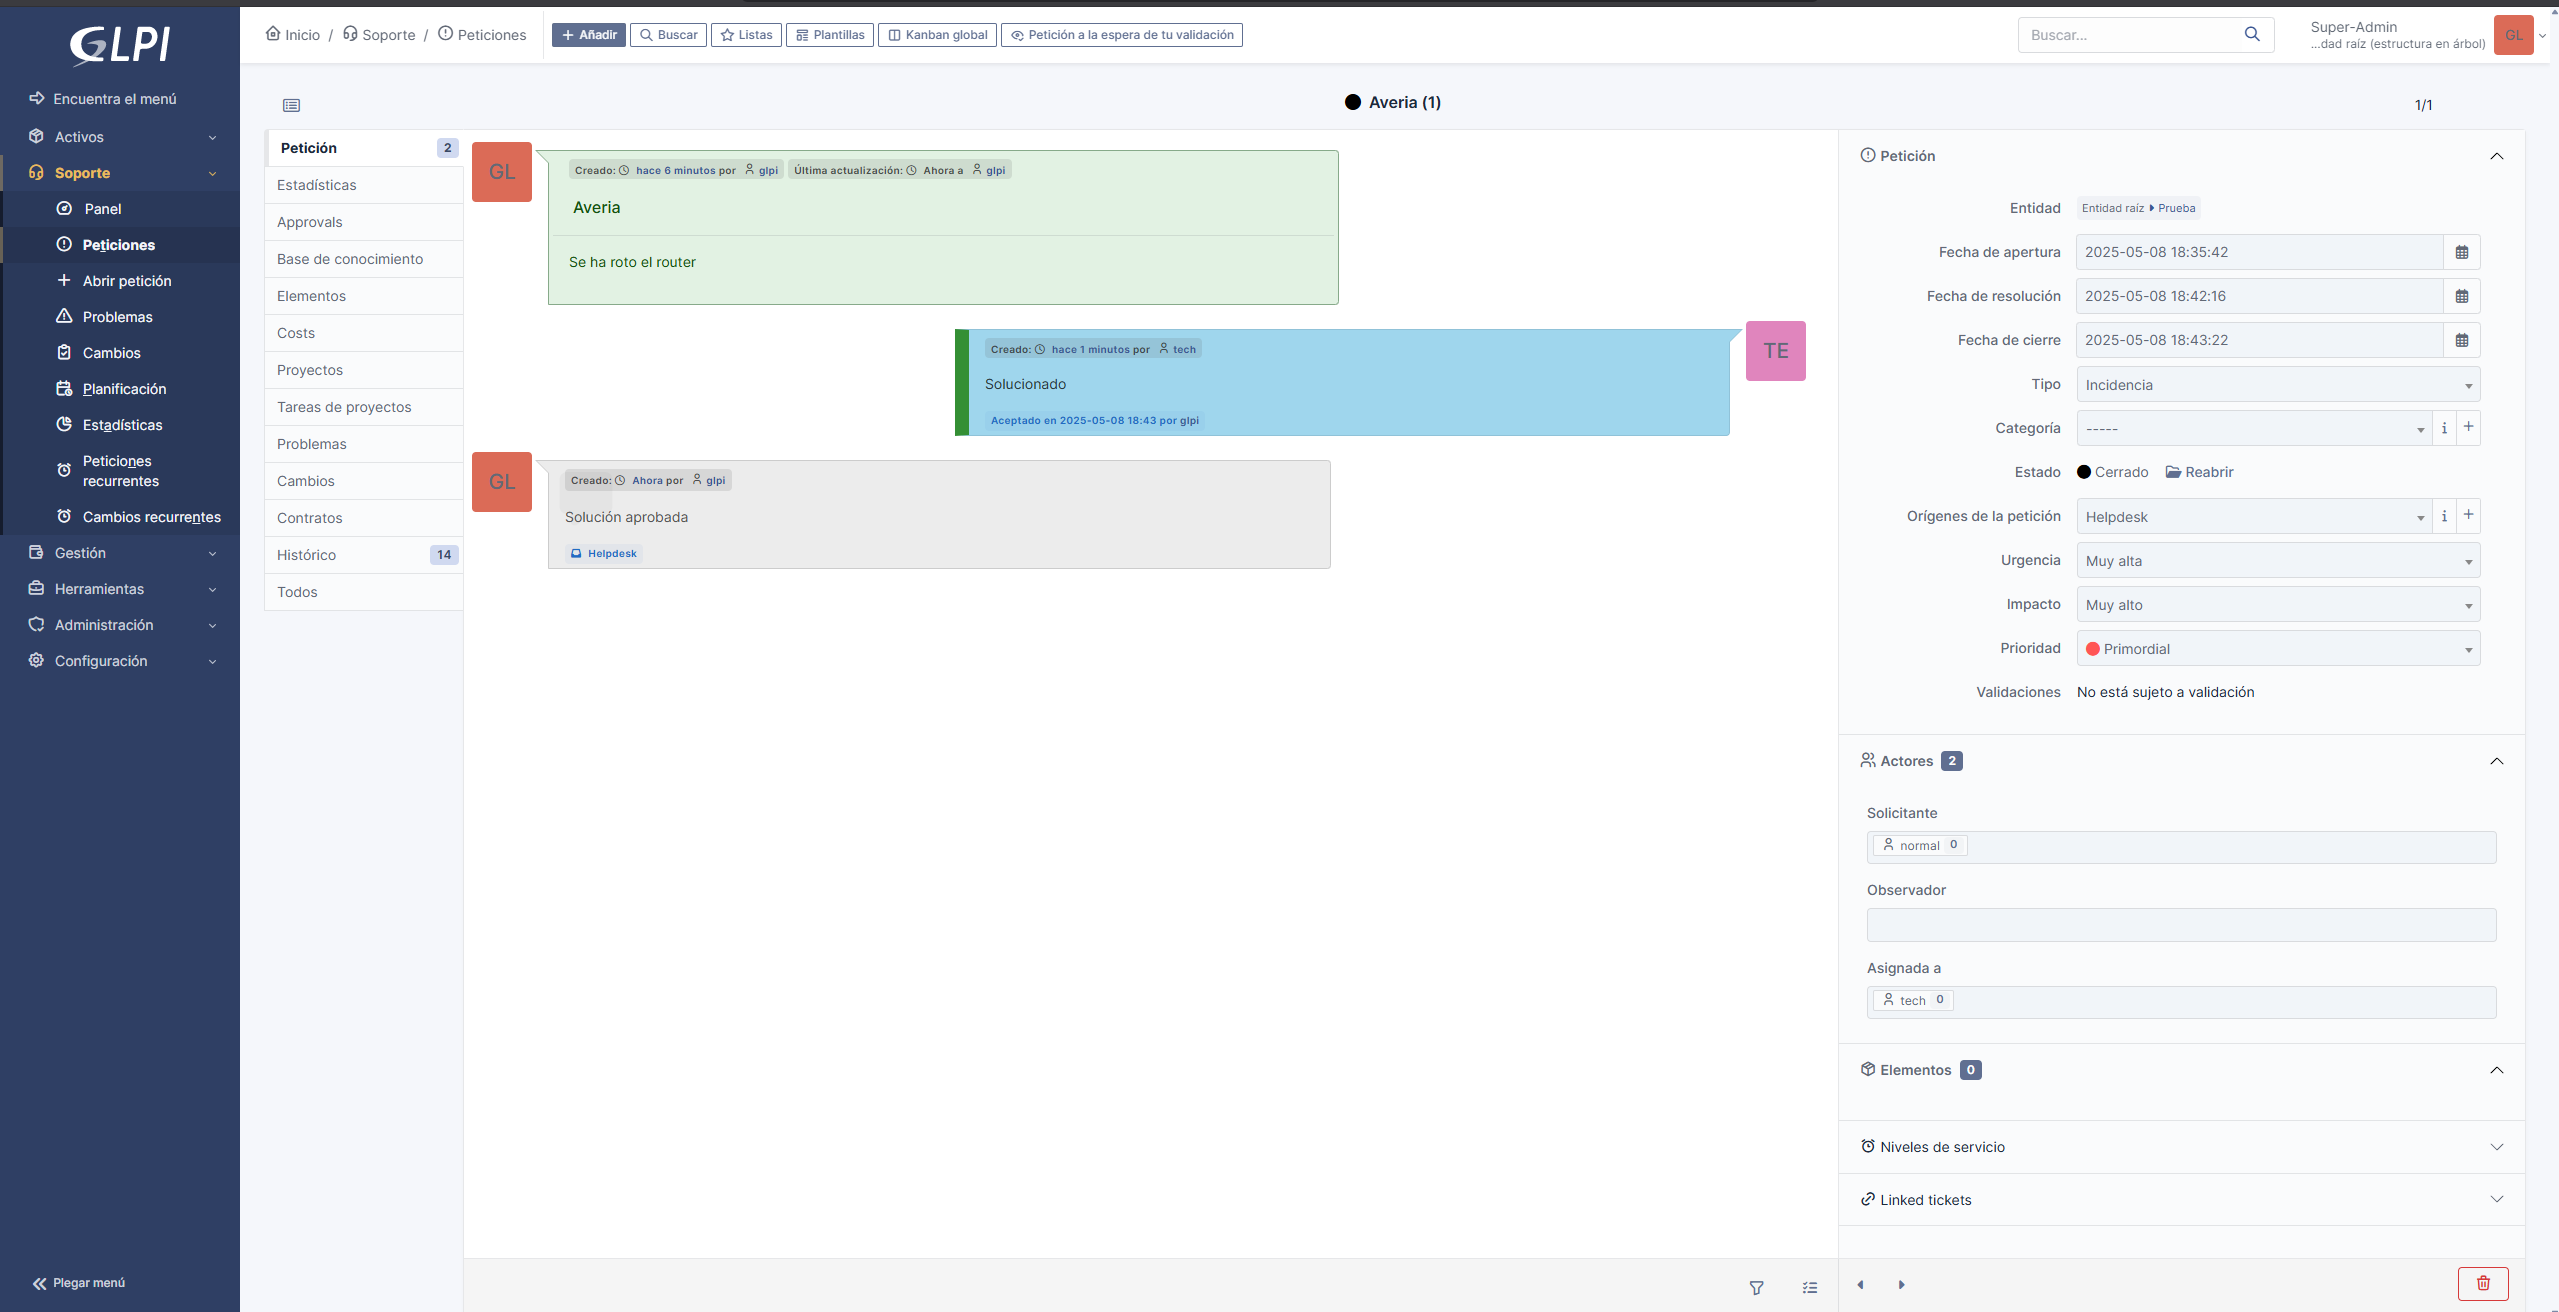 GLPI
Inicio / Soporte / Peticiones
Añadir
Buscar
Listas
Plantillas
Kanban global
Petición a la espera de tu validación
Buscar...
Super-Admin
...dad raíz (estructura en árbol)
GL
Encuentra el menú
Activos
Soporte
Panel
Peticiones
Abrir petición
Problemas
Cambios
Planificación
Estadísticas
Peticiones
recurrentes
Cambios recurrentes
Gestión
Herramientas
Administración
Configuración
Plegar menú
Averia (1)
1/1
Petición 2
Estadísticas
Approvals
Base de conocimiento
Elementos
Costs
Proyectos
Tareas de proyectos
Problemas
Cambios
Contratos
Histórico 14
Todos
GL
Creado: hace 6 minutos por glpi Última actualización: Ahora a glpi
Averia
Se ha roto el router
TE
Creado: hace 1 minutos por tech
Solucionado
Aceptado en 2025-05-08 18:43 por glpi
GL
Creado: Ahora por glpi
Solución aprobada
Helpdesk
Petición
Entidad Entidad raíz Prueba
Fecha de apertura 2025-05-08 18:35:42
Fecha de resolución 2025-05-08 18:42:16
Fecha de cierre 2025-05-08 18:43:22
Tipo Incidencia
Categoría ----- i +
Estado Cerrado Reabrir
Orígenes de la petición Helpdesk i +
Urgencia Muy alta
Impacto Muy alto
Prioridad Primordial
Validaciones No está sujeto a validación
Actores 2
Solicitante
normal 0
Observador
Asignada a
tech 0
Elementos 0
Niveles de servicio
Linked tickets